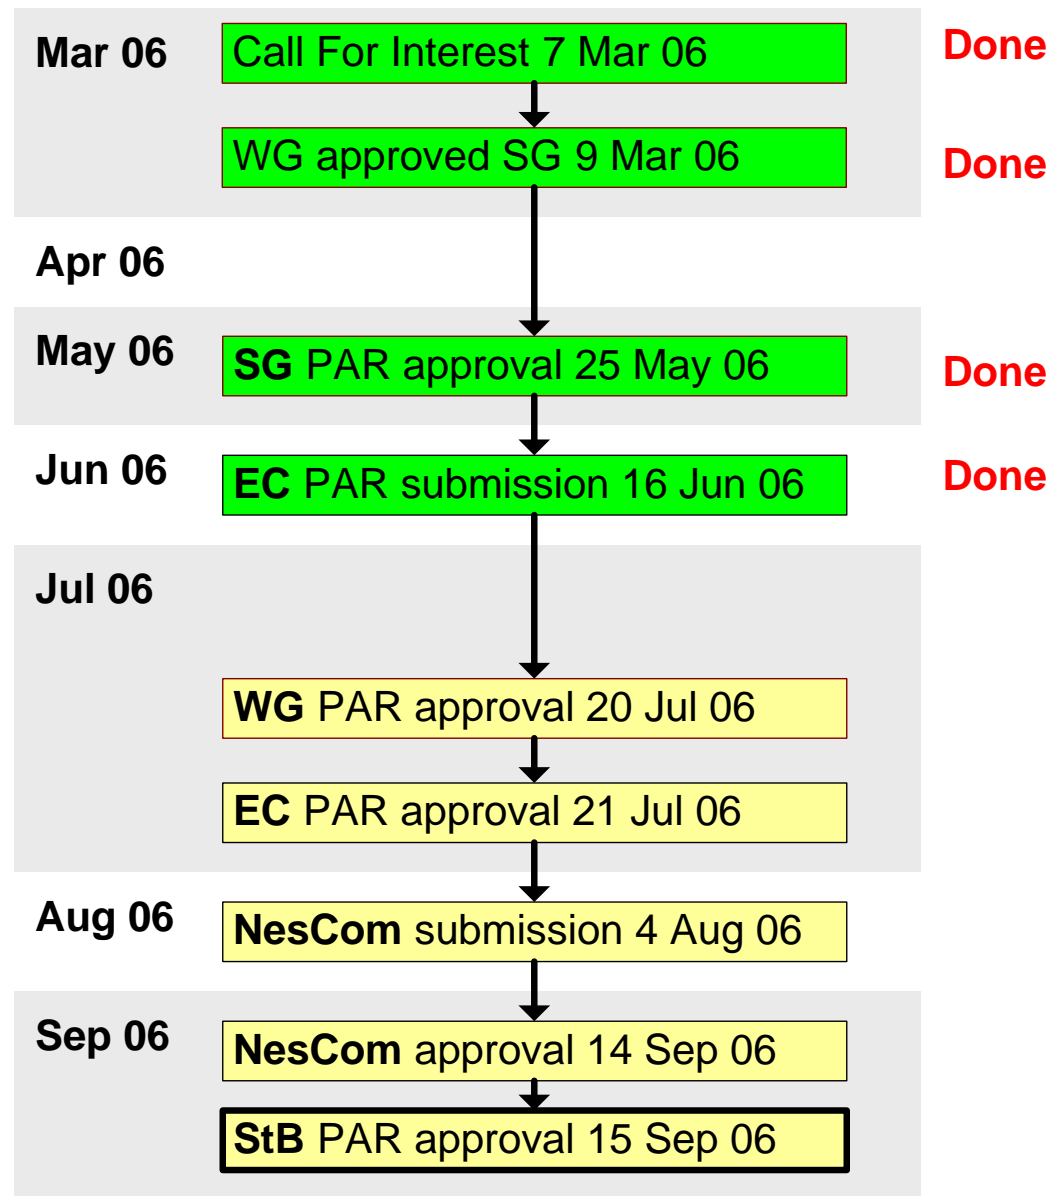 Mar 06 Call For Interest 7 Mar 06 Done
WG approved SG 9 Mar 06 Done
Apr 06
May 06 SG PAR approval 25 May 06 Done
Jun 06 EC PAR submission 16 Jun 06 Done
Jul 06
WG PAR approval 20 Jul 06
EC PAR approval 21 Jul 06
Aug 06 NesCom submission 4 Aug 06
Sep 06 NesCom approval 14 Sep 06
StB PAR approval 15 Sep 06